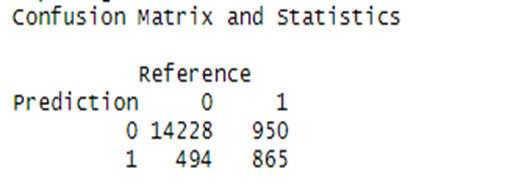 Confusion Matrix and Statistics
Reference
Prediction 0 1
0 14228 950
1 494 865